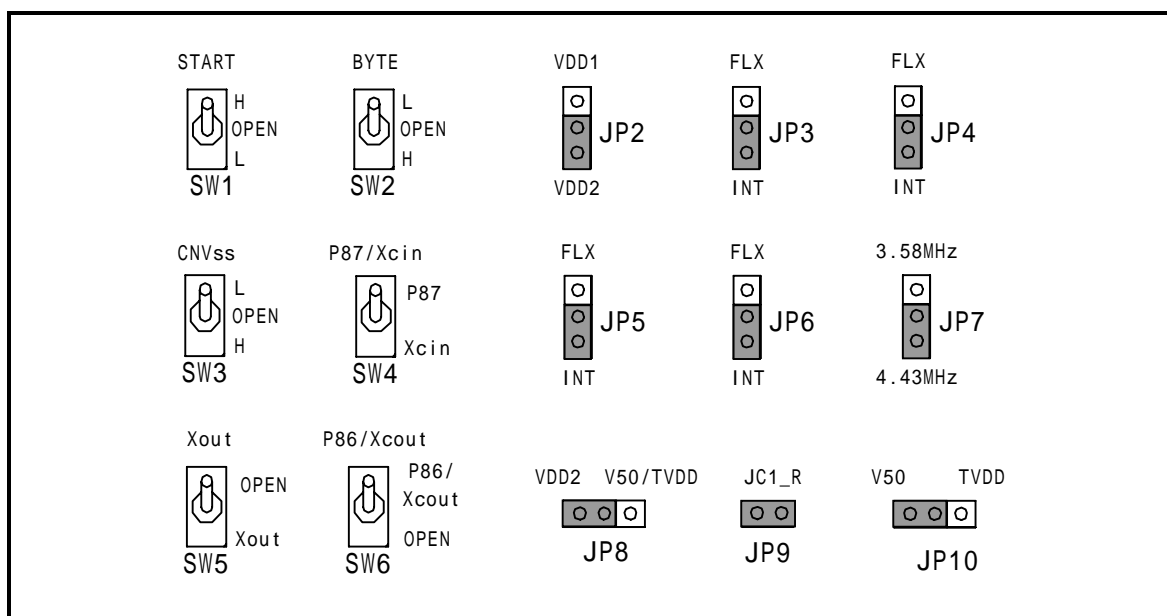 START
H
OPEN
L
SW1
BYTE
L
OPEN
H
SW2
VDD1
JP2
VDD2
FLX
JP3
INT
FLX
JP4
INT
CNVss
L
OPEN
H
SW3
P87/Xcin
P87
Xcin
SW4
FLX
JP5
INT
FLX
JP6
INT
3.58MHz
JP7
4.43MHz
Xout
OPEN
Xout
SW5
P86/Xcout
P86/
Xcout
OPEN
SW6
VDD2 V50/TVDD
JP8
JC1_R
JP9
V50 TVDD
JP10